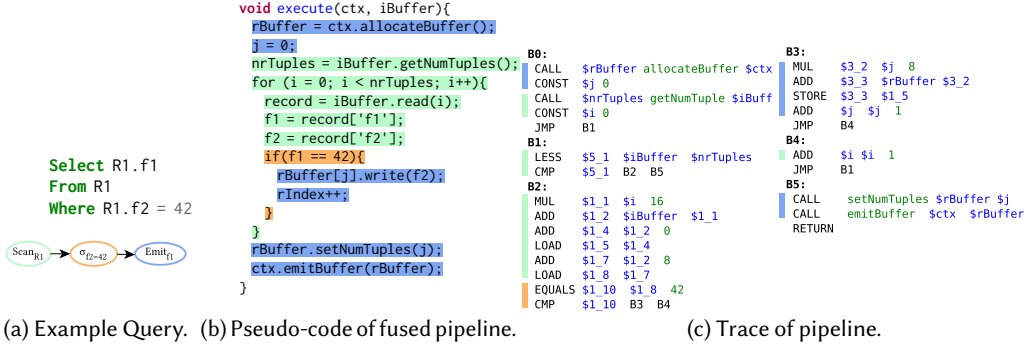 Select R1.f1
From R1
Where R1.f2 = 42
ScanR1
σf2=42
Emitf1
(a) Example Query.
void execute(ctx, iBuffer){
rBuffer = ctx.allocateBuffer();
j = 0;
nrTuples = iBuffer.getNumTuples();
for (i = 0; i < nrTuples; i++){
record = iBuffer.read(i);
f1 = record['f1'];
f2 = record['f2'];
if(f1 == 42){
rBuffer[j].write(f2);
rIndex++;
}
}
rBuffer.setNumTuples(j);
ctx.emitBuffer(rBuffer);
}
(b) Pseudo-code of fused pipeline.
B0:
CALL $rBuffer allocateBuffer $ctx
CONST $j 0
CALL $nrTuples getNumTuple $iBuff
CONST $i 0
JMP B1
B1:
LESS $5_1 $iBuffer $nrTuples
CMP $5_1 B2 B5
B2:
MUL $1_1 $i 16
ADD $1_2 $iBuffer $1_1
ADD $1_4 $1_2 0
LOAD $1_5 $1_4
ADD $1_7 $1_2 8
LOAD $1_8 $1_7
EQUALS $1_10 $1_8 42
CMP $1_10 B3 B4
B3:
MUL $3_2 $j 8
ADD $3_3 $rBuffer $3_2
STORE $3_3 $1_5
ADD $j $j 1
JMP B4
B4:
ADD $i $i 1
JMP B1
B5:
CALL setNumTuples $rBuffer $j
CALL emitBuffer $ctx $rBuffer
RETURN
(c) Trace of pipeline.